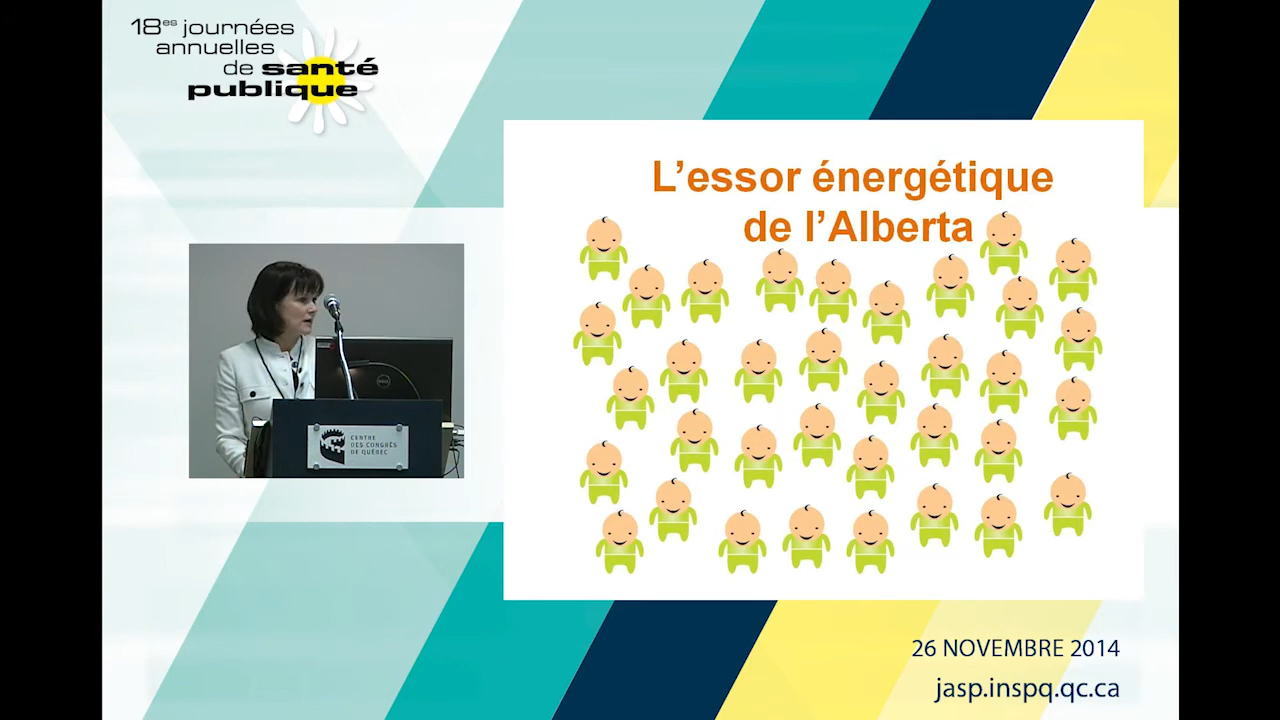 18es journées
annuelles
de santé
publique
L'essor énergétique
de l'Alberta
CENTRE
DES CONGRÈS
DE QUÉBEC
26 NOVEMBRE 2014
jasp.inspq.qc.ca